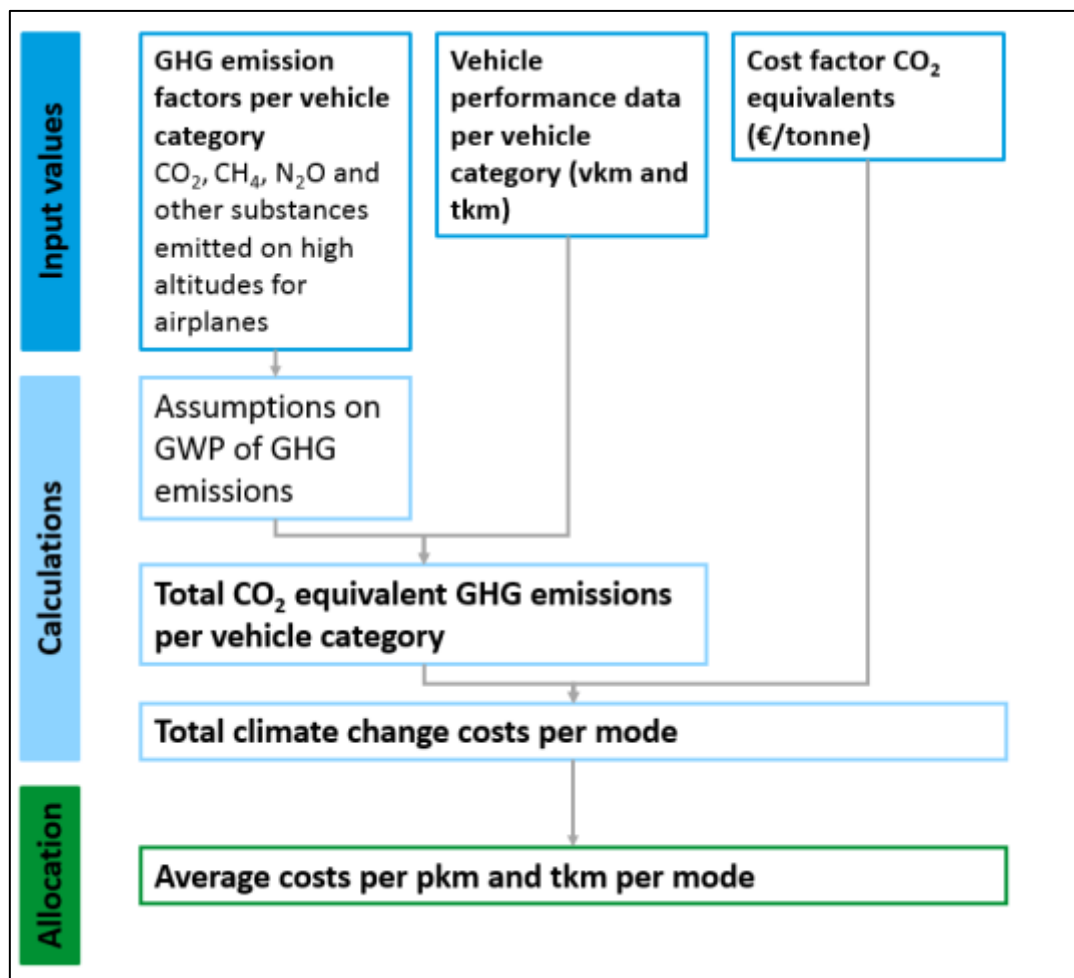 Input values
GHG emission
factors per vehicle
category
CO₂, CH₄, N₂O and
other substances
emitted on high
altitudes for
airplanes
Vehicle
performance data
per vehicle
category (vkm and
tkm)
Cost factor CO₂
equivalents
(€/tonne)
Calculations
Assumptions on
GWP of GHG
emissions
Total CO₂ equivalent GHG emissions
per vehicle category
Total climate change costs per mode
Allocation
Average costs per pkm and tkm per mode